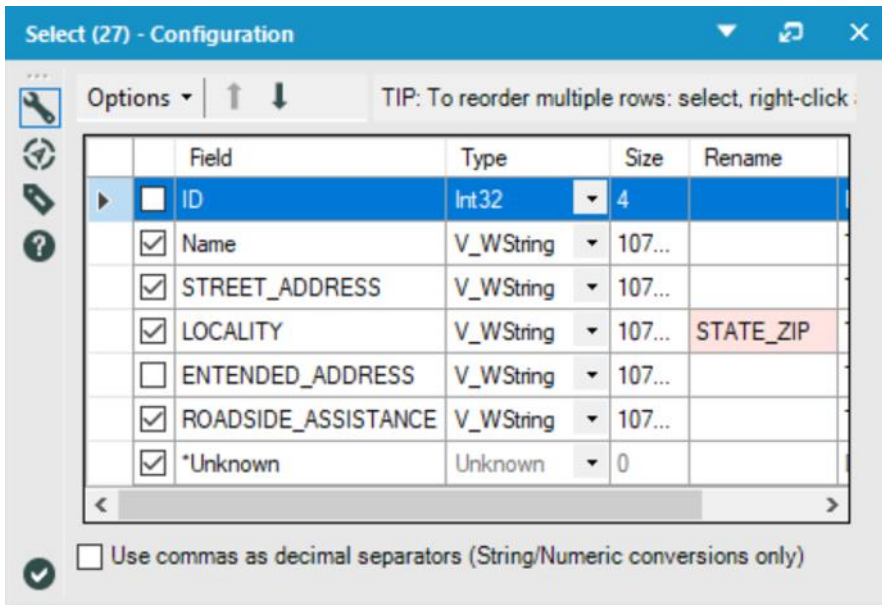 Select (27) - Configuration
Options TIP: To reorder multiple rows: select, right-click
Field Type Size Rename
ID Int32 4
Name V_WString 107...
STREET_ADDRESS V_WString 107...
LOCALITY V_WString 107... STATE_ZIP
ENTENDED_ADDRESS V_WString 107...
ROADSIDE_ASSISTANCE V_WString 107...
*Unknown Unknown 0
Use commas as decimal separators (String/Numeric conversions only)